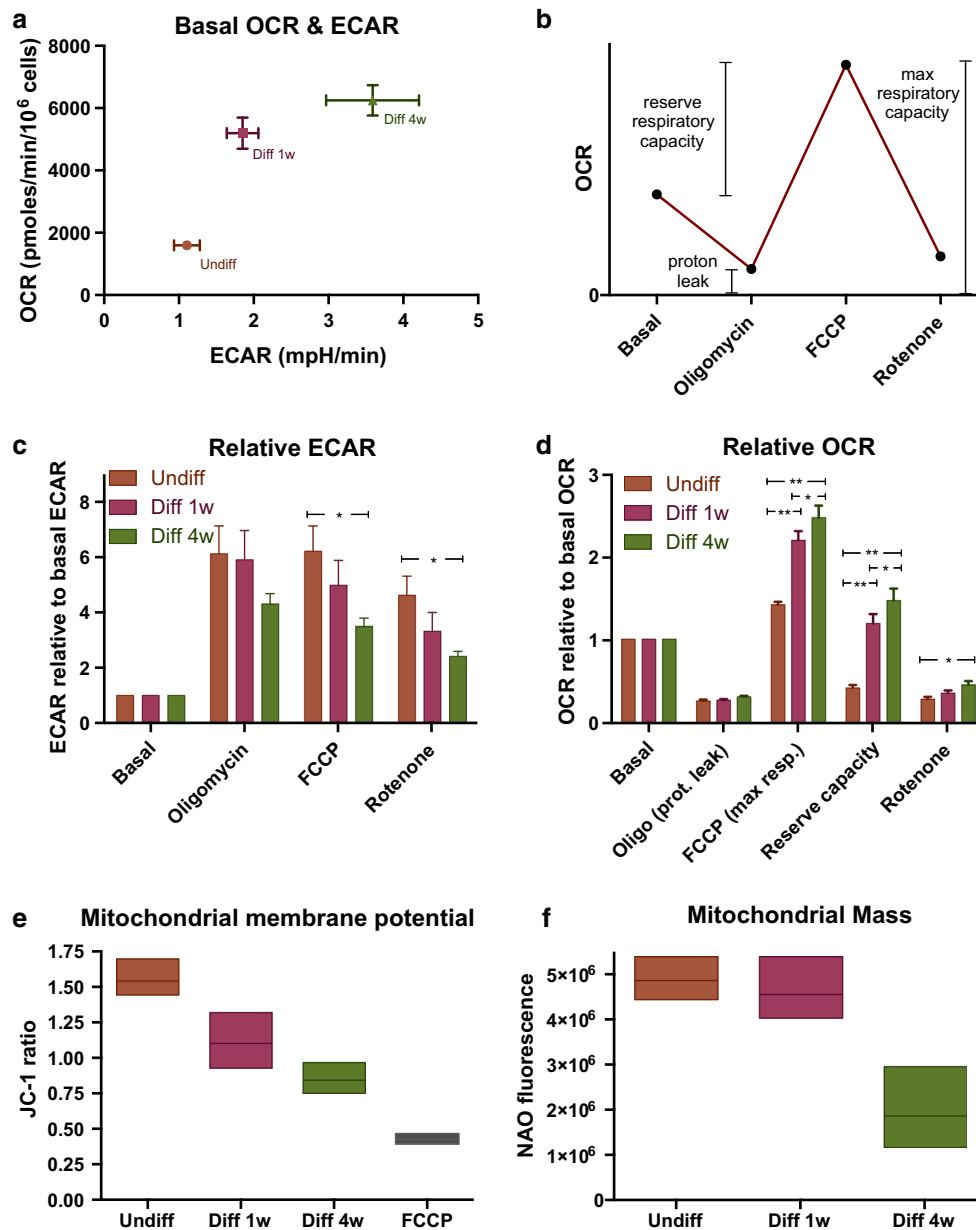 a
Basal OCR & ECAR
8000
6000
4000
2000
0
0
1
2
3
4
5
OCR (pmoles/min/10⁶ cells)
ECAR (mpH/min)
Diff 4w
Diff 1w
Undiff
b
OCR
0
reserve
respiratory
capacity
max
respiratory
capacity
proton
leak
Basal
Oligomycin
FCCP
Rotenone
c
Relative ECAR
ECAR relative to basal ECAR
8
6
4
2
0
Undiff
Diff 1w
Diff 4w
*
*
Basal
Oligomycin
FCCP
Rotenone
d
Relative OCR
OCR relative to basal OCR
3
2
1
0
Undiff
Diff 1w
Diff 4w
**
**
*
**
**
*
*
Basal
Oligo (prot. leak)
FCCP (max resp.)
Reserve capacity
Rotenone
e
Mitochondrial membrane potential
JC-1 ratio
1.75
1.50
1.25
1.00
0.75
0.50
0.25
0.00
Undiff
Diff 1w
Diff 4w
FCCP
f
Mitochondrial Mass
NAO fluorescence
5×10⁶
4×10⁶
3×10⁶
2×10⁶
1×10⁶
0
Undiff
Diff 1w
Diff 4w